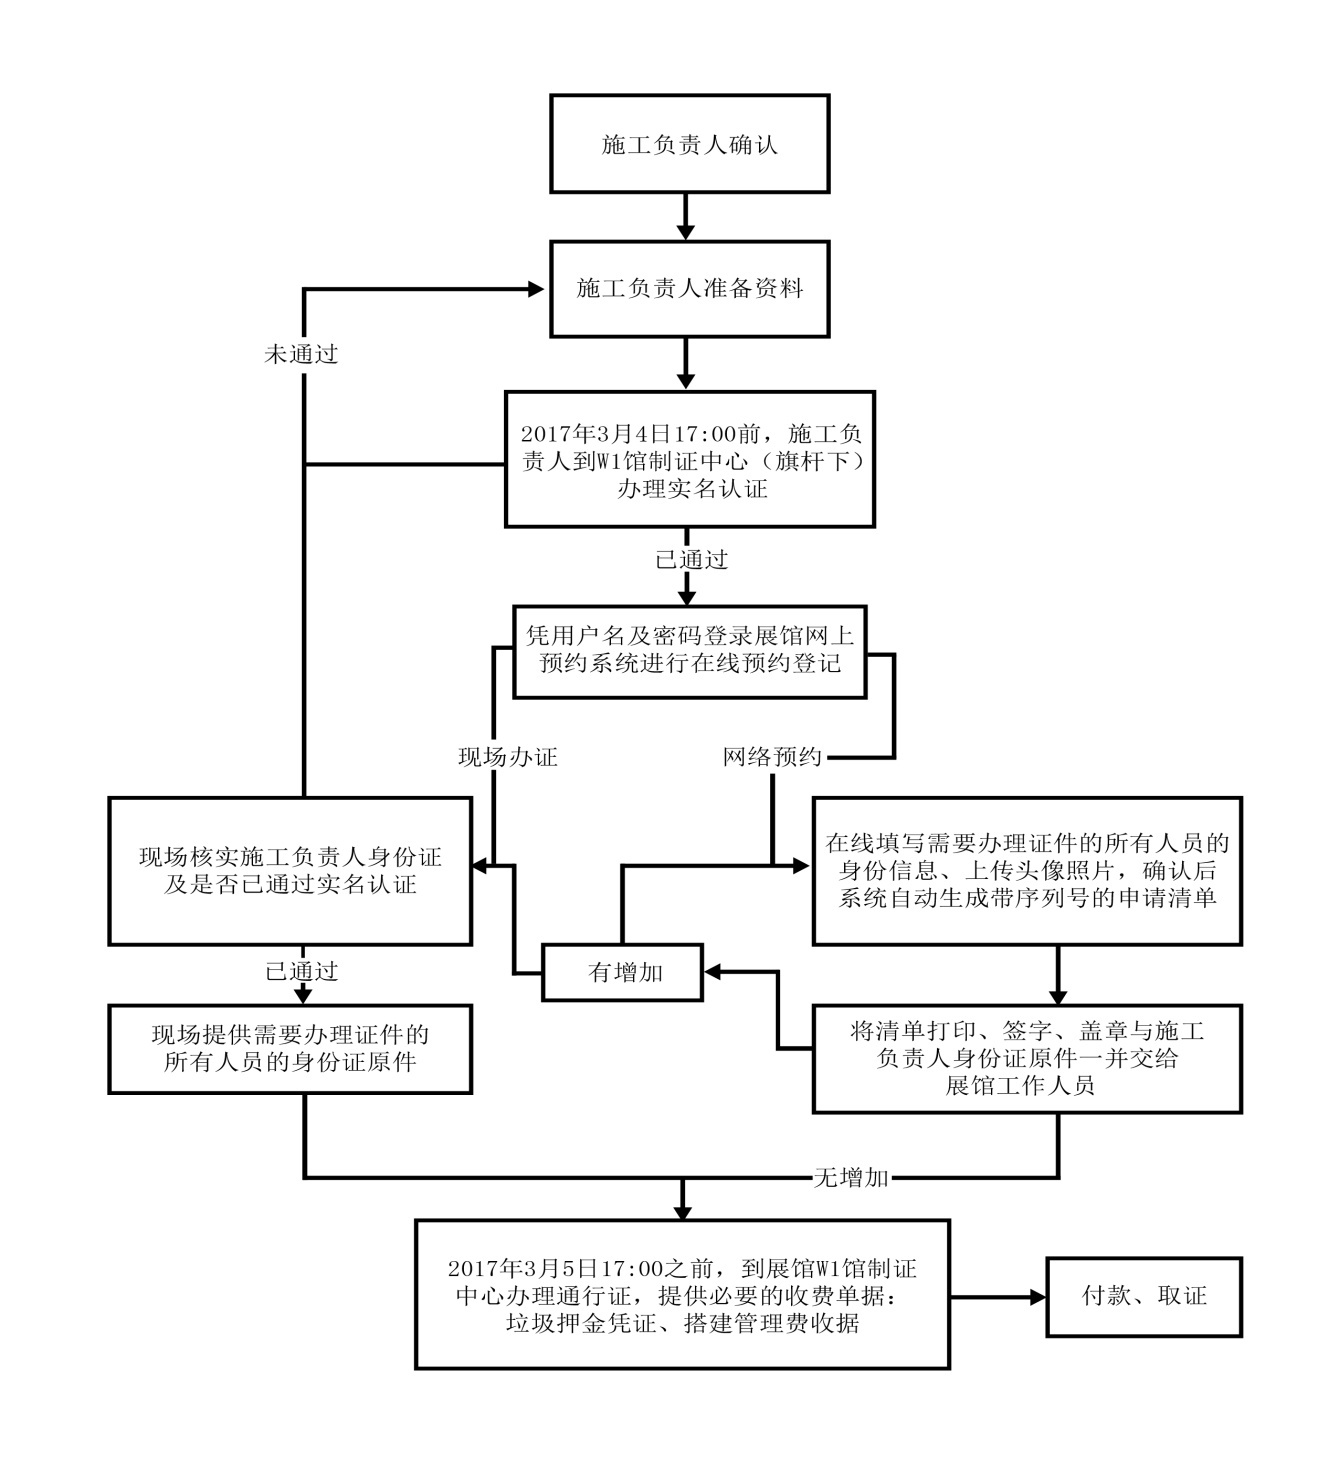 施工负责人确认
施工负责人准备资料
未通过
2017年3月4日17:00前，施工负
责人到W1馆制证中心（旗杆下）
办理实名认证
已通过
凭用户名及密码登录展馆网上
预约系统进行在线预约登记
现场办证
网络预约
现场核实施工负责人身份证
及是否已通过实名认证
在线填写需要办理证件的所有人员的
身份信息、上传头像照片，确认后
系统自动生成带序列号的申请清单
已通过
有增加
现场提供需要办理证件的
所有人员的身份证原件
将清单打印、签字、盖章与施工
负责人身份证原件一并交给
展馆工作人员
无增加
2017年3月5日17:00之前，到展馆W1馆制证
中心办理通行证，提供必要的收费单据：
垃圾押金凭证、搭建管理费收据
付款、取证